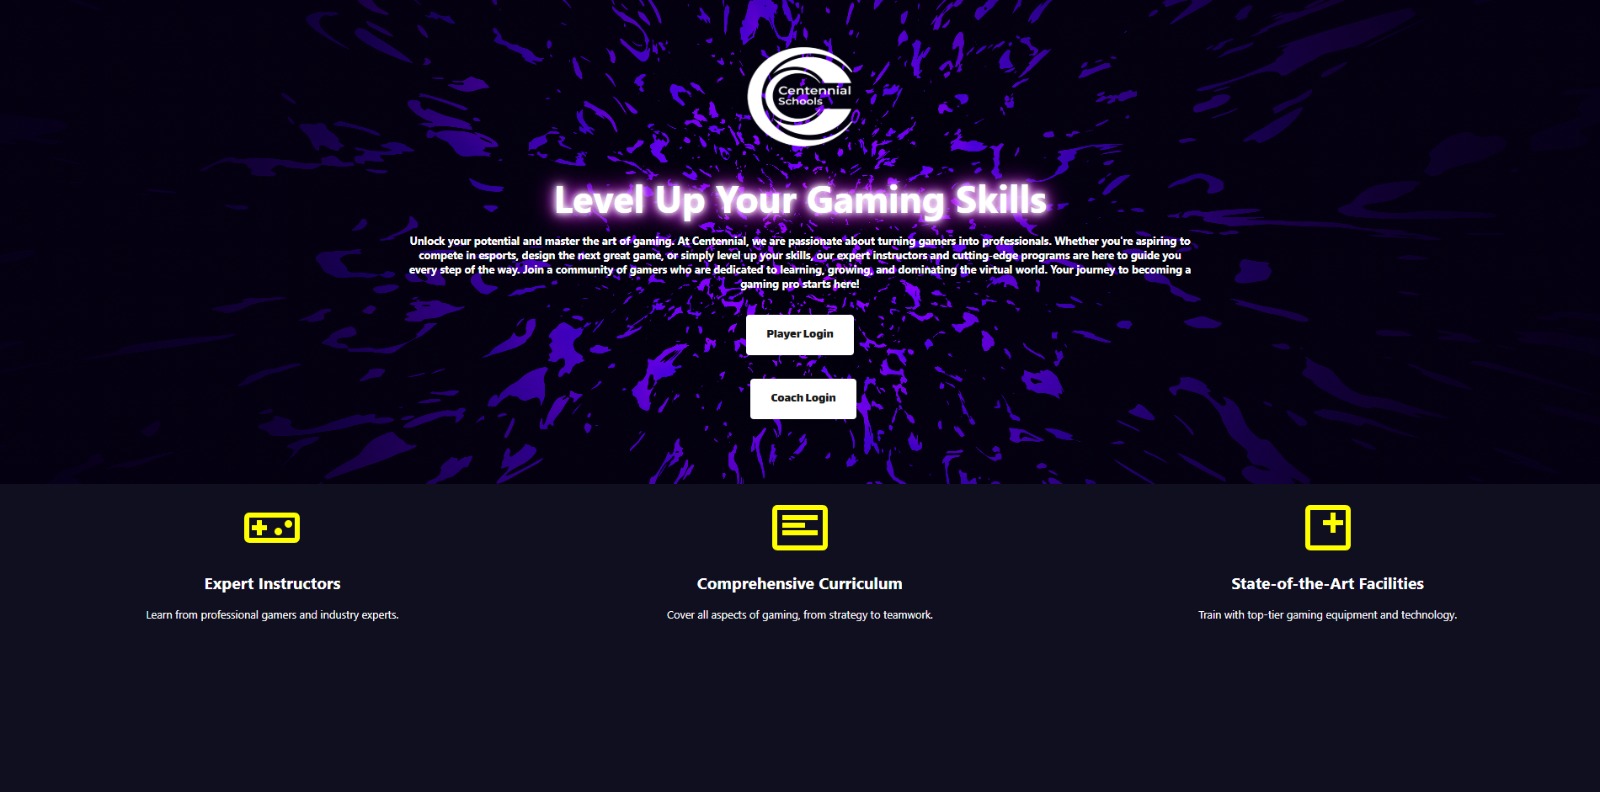 Centennial
Schools
Level Up Your Gaming Skills
Unlock your potential and master the art of gaming. At Centennial, we are passionate about turning gamers into professionals. Whether you're aspiring to
compete in esports, design the next great game, or simply level up your skills, our expert instructors and cutting-edge programs are here to guide you
every step of the way. Join a community of gamers who are dedicated to learning, growing, and dominating the virtual world. Your journey to becoming a
gaming pro starts here!
Player Login
Coach Login
Expert Instructors
Learn from professional gamers and industry experts.
Comprehensive Curriculum
Cover all aspects of gaming, from strategy to teamwork.
State-of-the-Art Facilities
Train with top-tier gaming equipment and technology.